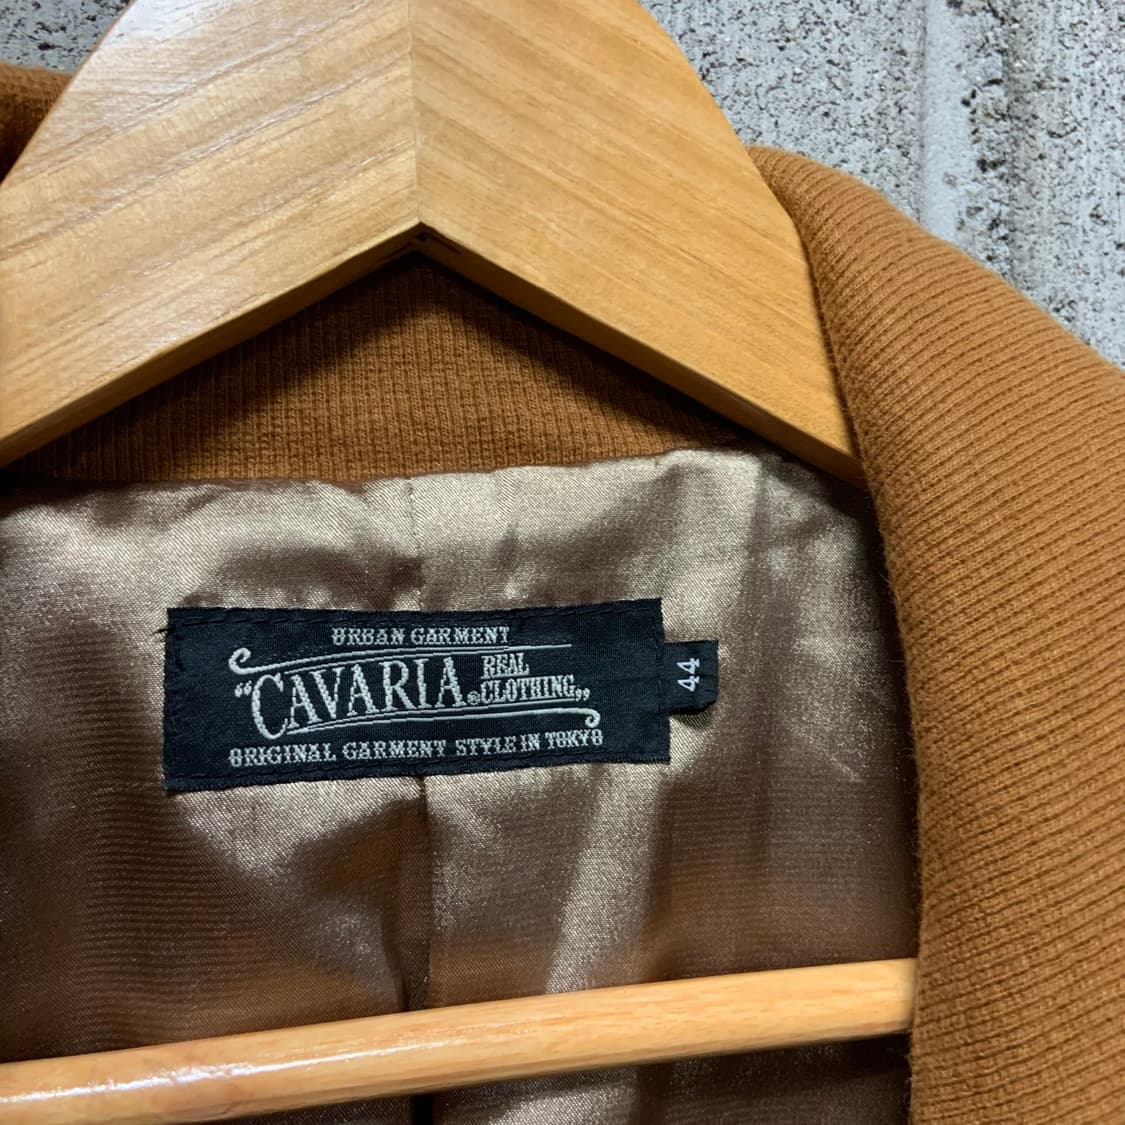 URBAN GARMENT
"CAVARIA® REAL CLOTHING„
ORIGINAL GARMENT STYLE IN TOKYO
44